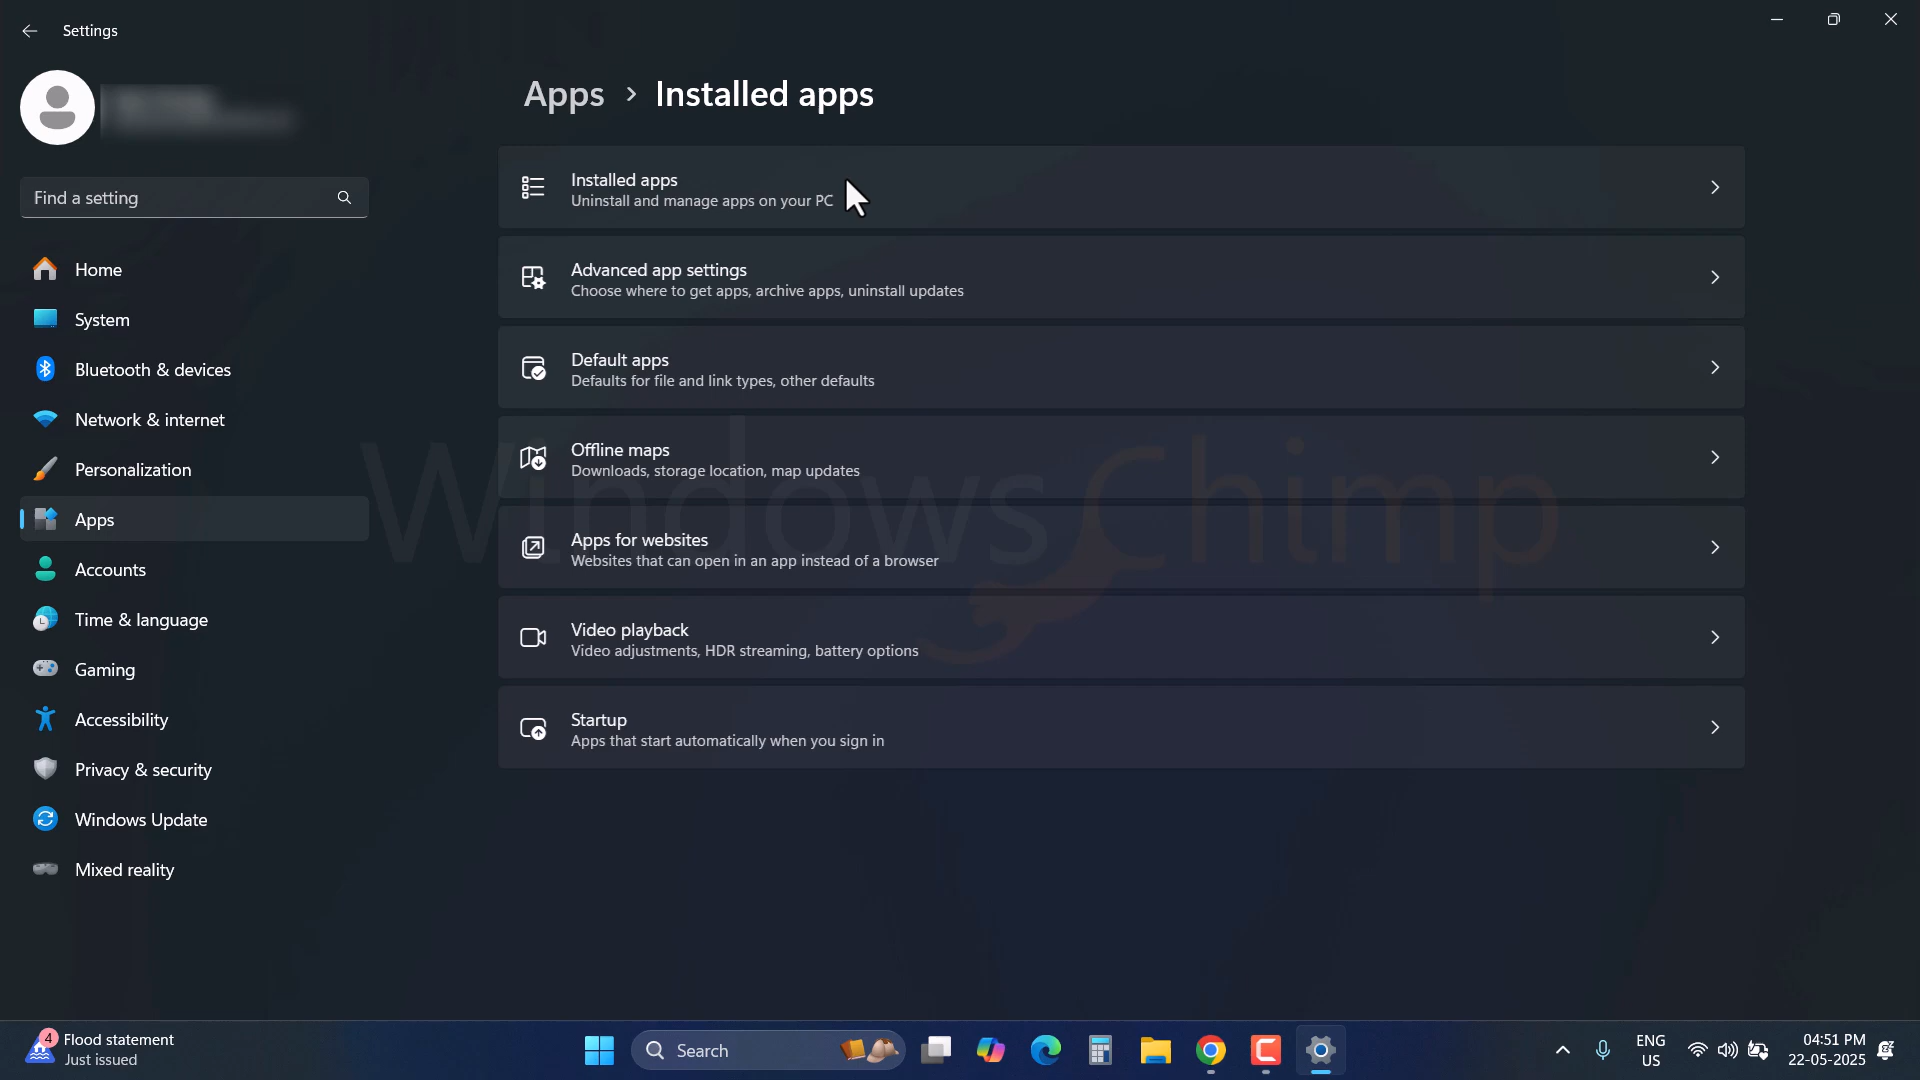 Settings
Apps > Installed apps
Find a setting
Home
System
Bluetooth & devices
Network & internet
Personalization
Apps
Accounts
Time & language
Gaming
Accessibility
Privacy & security
Windows Update
Mixed reality
Installed apps
Uninstall and manage apps on your PC
Advanced app settings
Choose where to get apps, archive apps, uninstall updates
Default apps
Defaults for file and link types, other defaults
Offline maps
Downloads, storage location, map updates
Apps for websites
Websites that can open in an app instead of a browser
Video playback
Video adjustments, HDR streaming, battery options
Startup
Apps that start automatically when you sign in
WindowsChimp
4
Flood statement
Just issued
Search
ENG
US
04:51 PM
22-05-2025